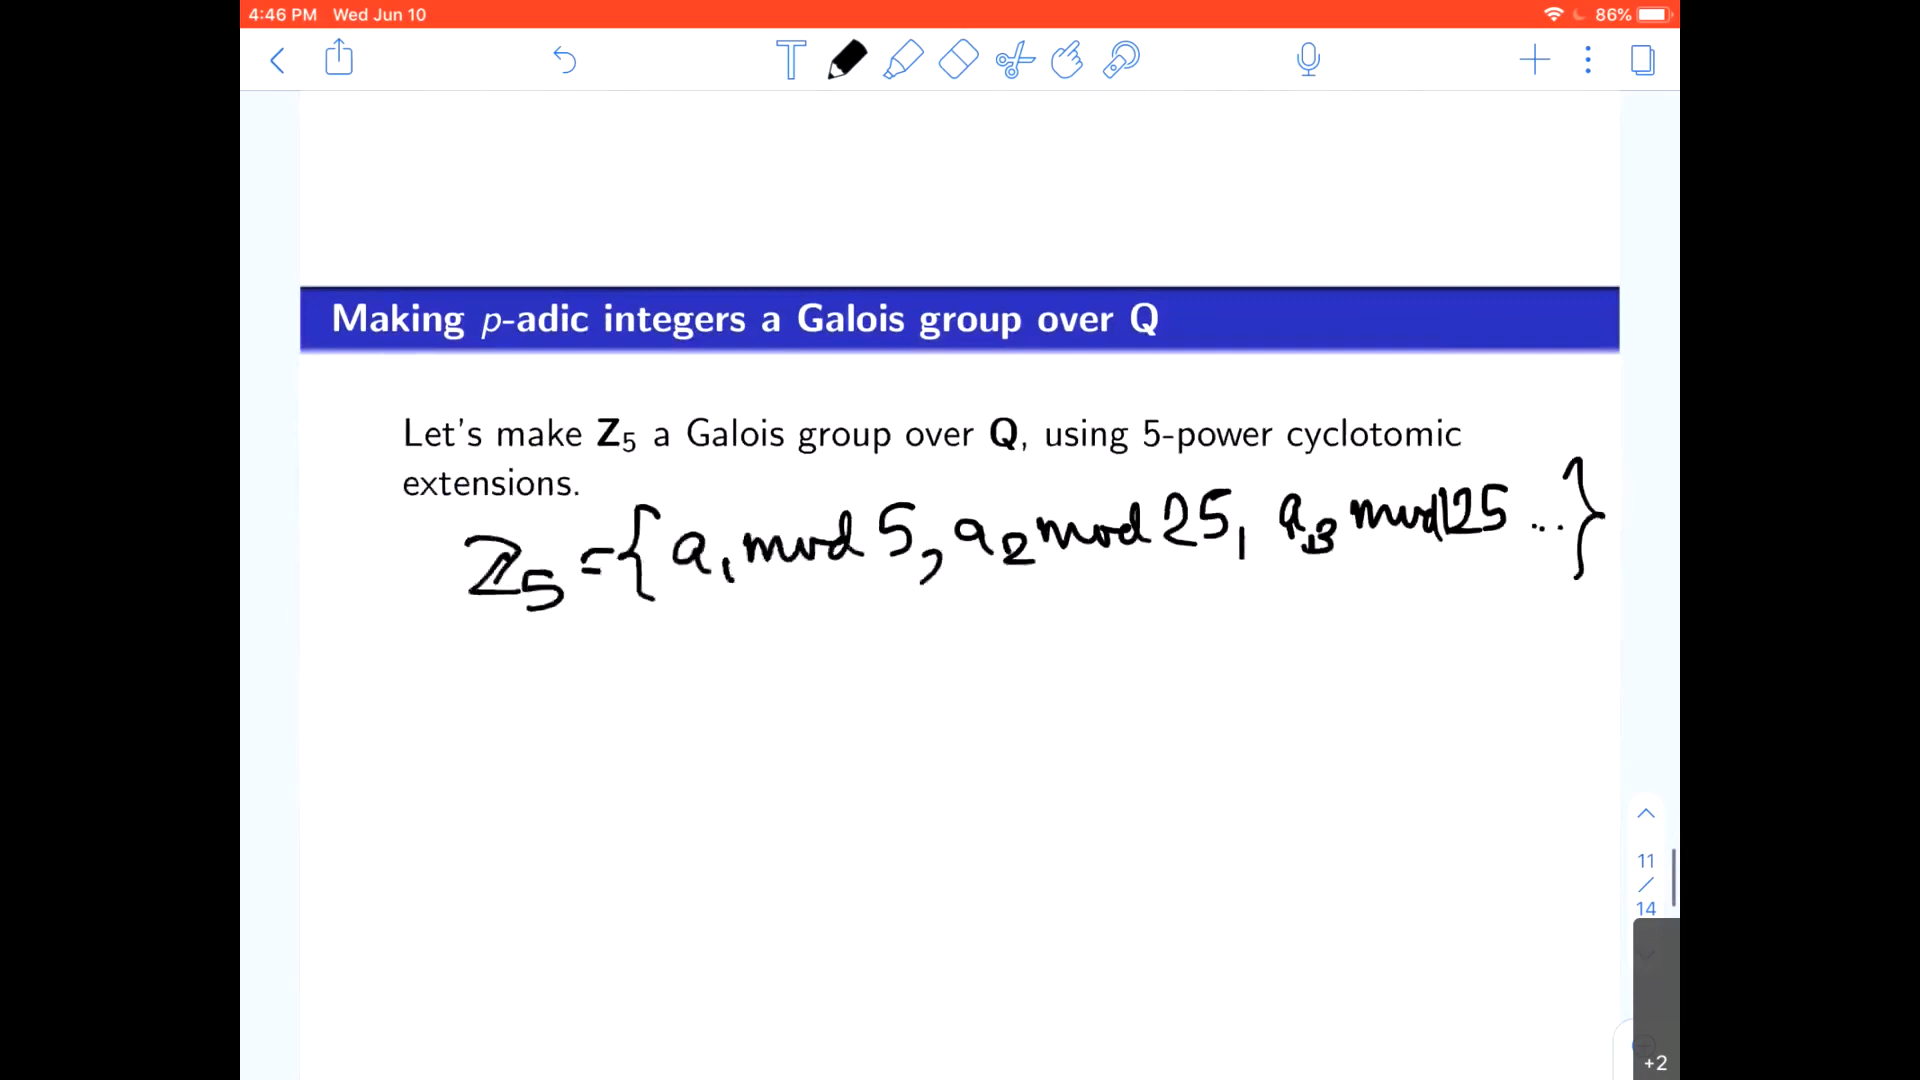 4:46 PM Wed Jun 10 86%
Making p-adic integers a Galois group over Q
Let's make Z₅ a Galois group over Q, using 5-power cyclotomic
extensions.
ℤ₅ = { a₁ mod 5, a₂ mod 25, a₃ mod 125 ... }
11
/
14
+2